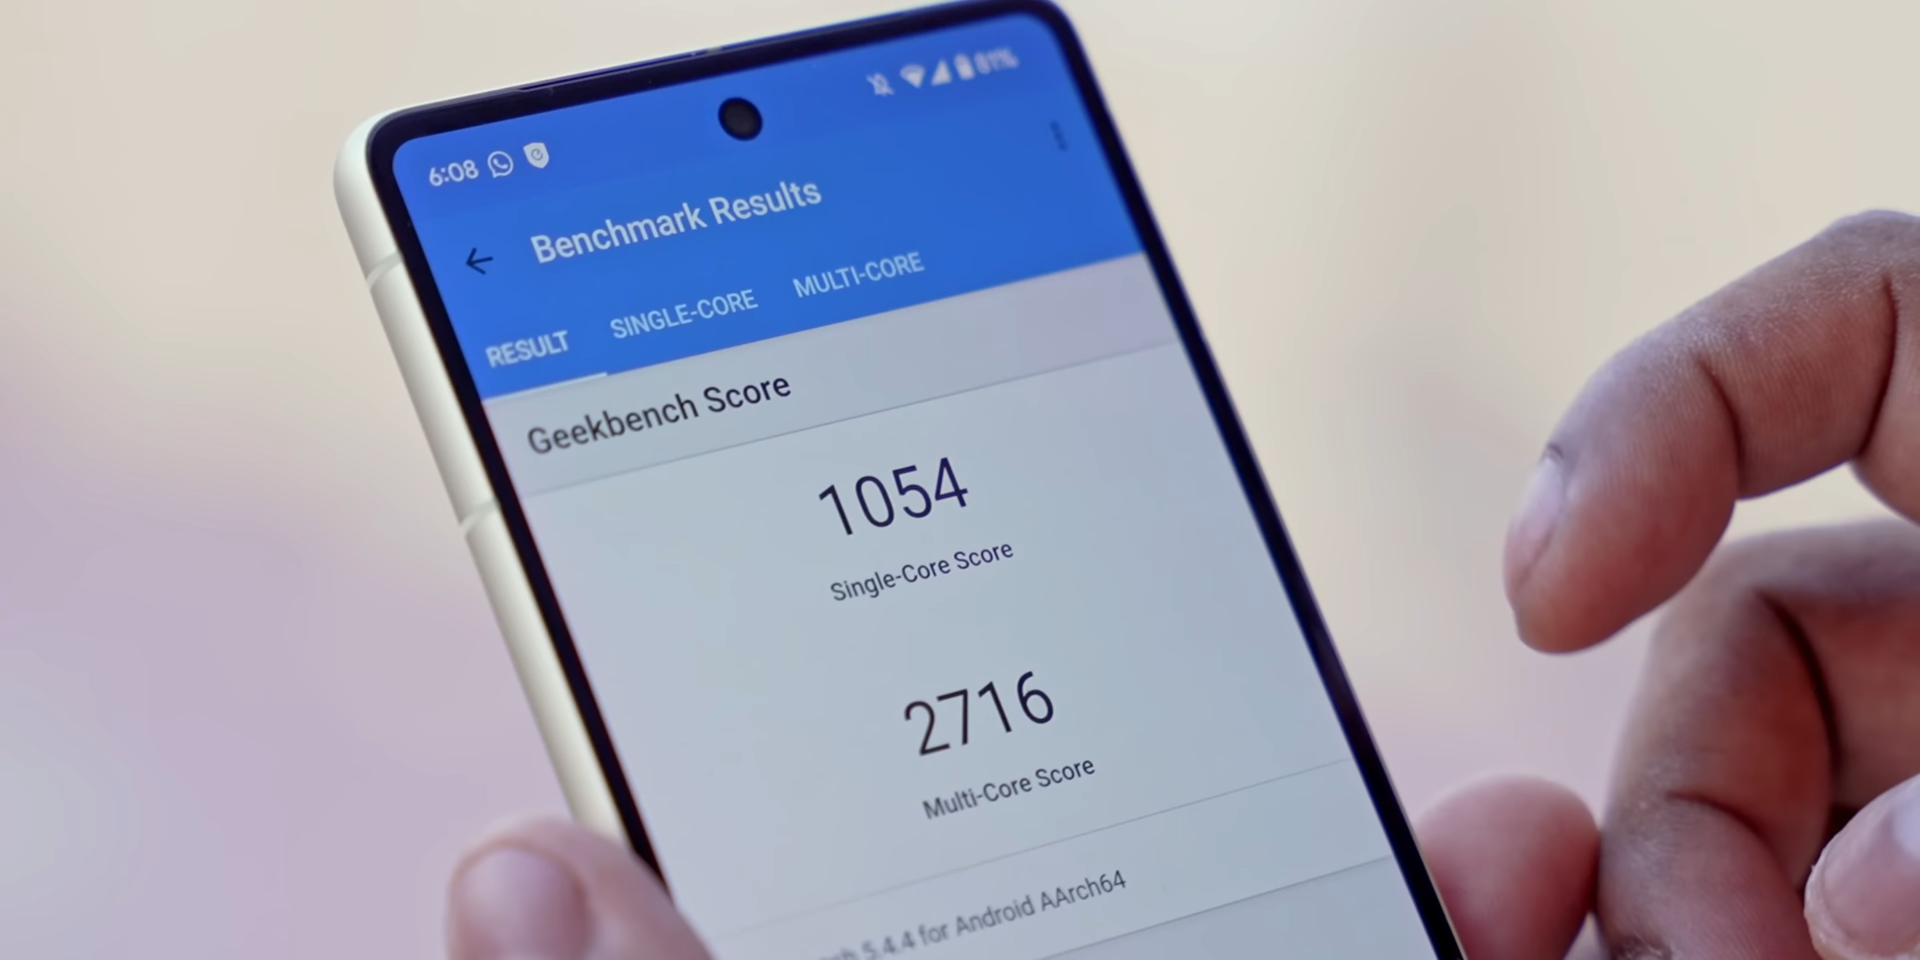 6:08 81%
Benchmark Results
RESULT SINGLE-CORE MULTI-CORE
Geekbench Score
1054
Single-Core Score
2716
Multi-Core Score
5.4.4 for Android AArch64